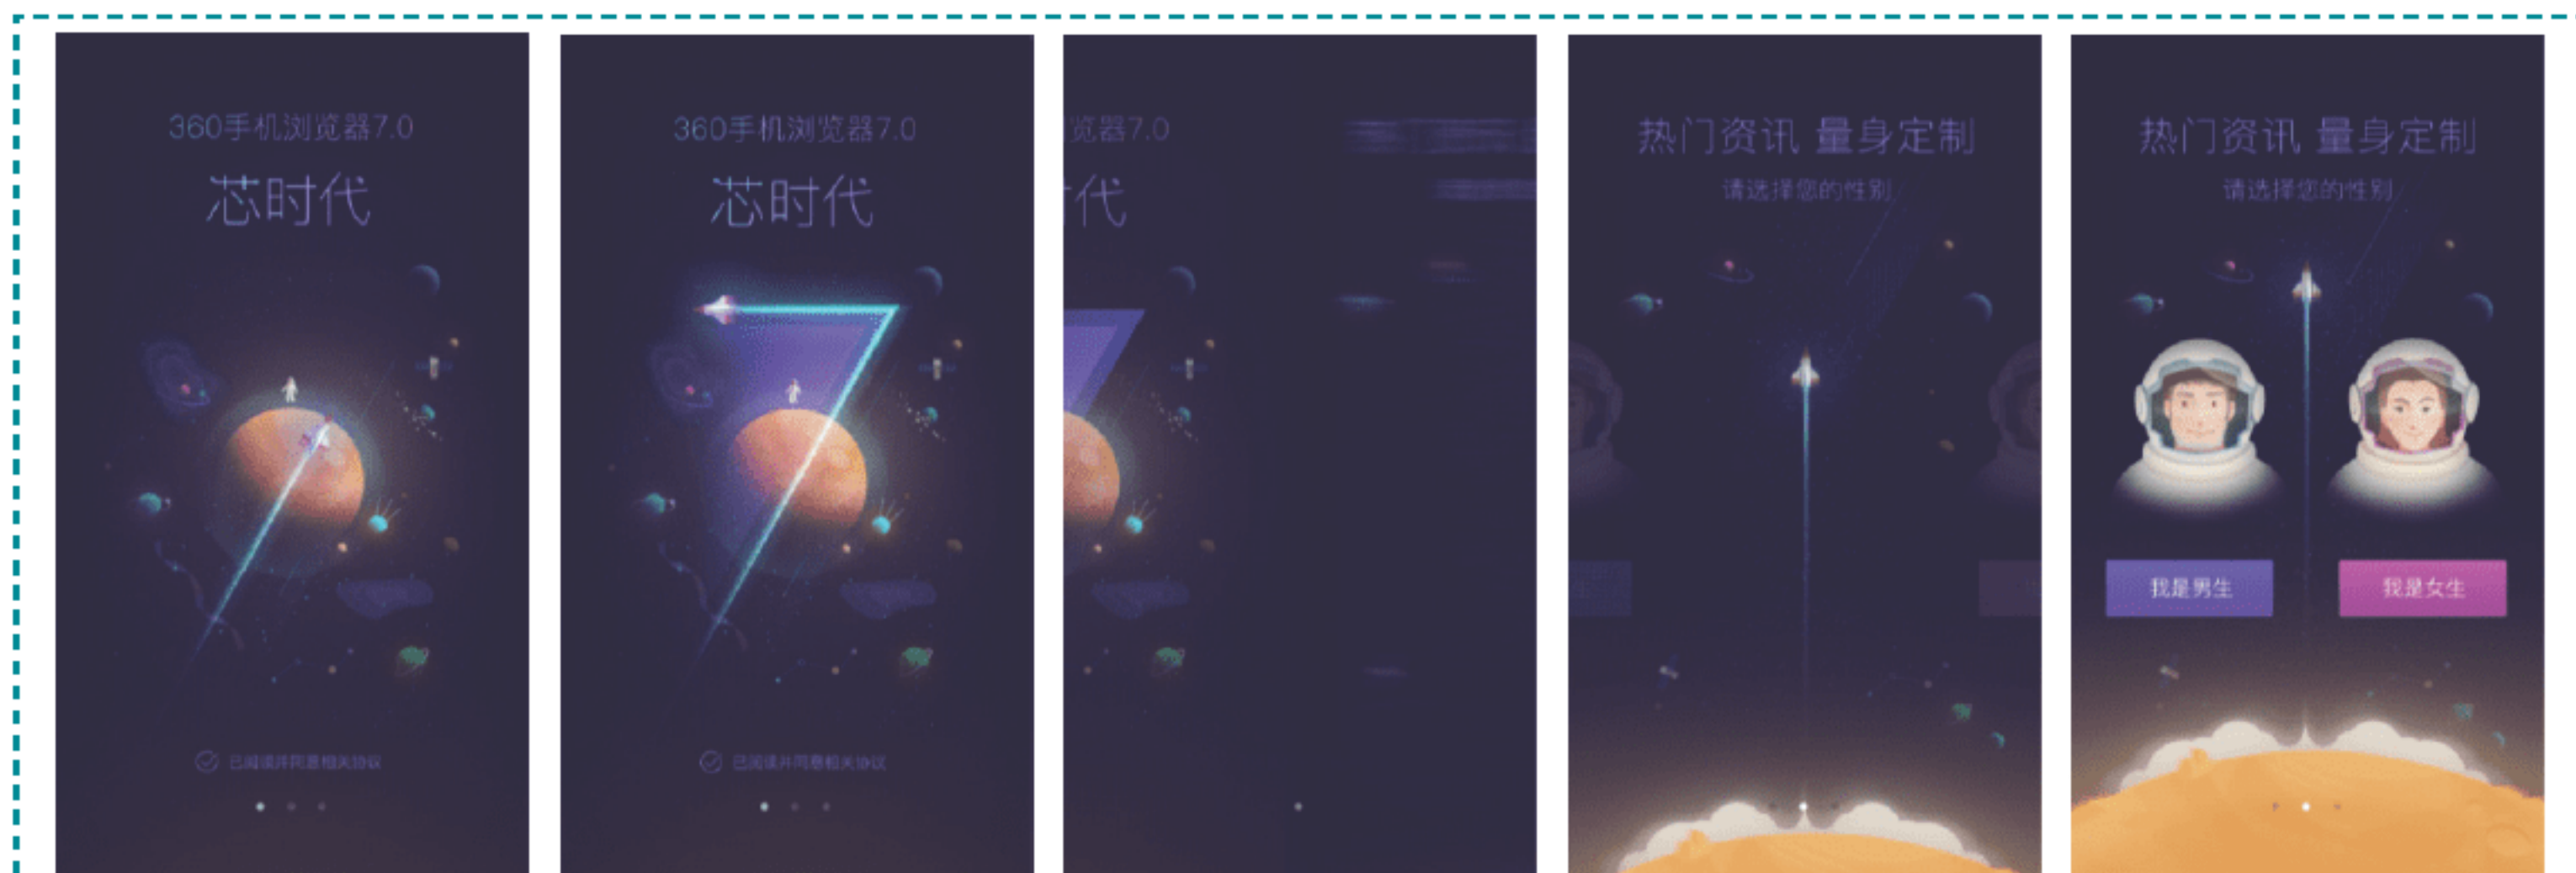 360手机浏览器7.0
芯时代
已阅读并同意相关协议
360手机浏览器7.0
芯时代
已阅读并同意相关协议
览器7.0
代
热门资讯 量身定制
请选择您的性别
热门资讯 量身定制
请选择您的性别
我是男生
我是女生